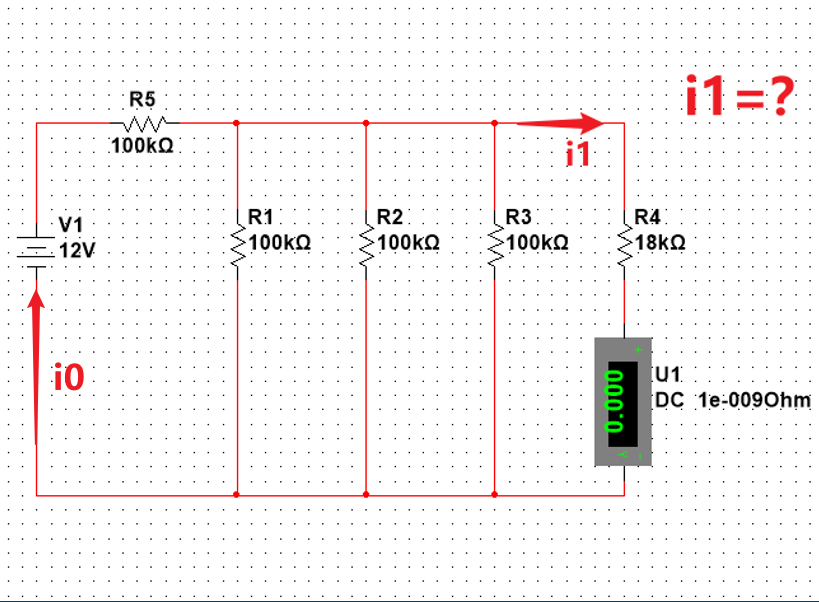 i1=?
R5
100kΩ
i1
V1
12V
R1
100kΩ
R2
100kΩ
R3
100kΩ
R4
18kΩ
i0
+
0.000
A -
U1
DC 1e-009Ohm